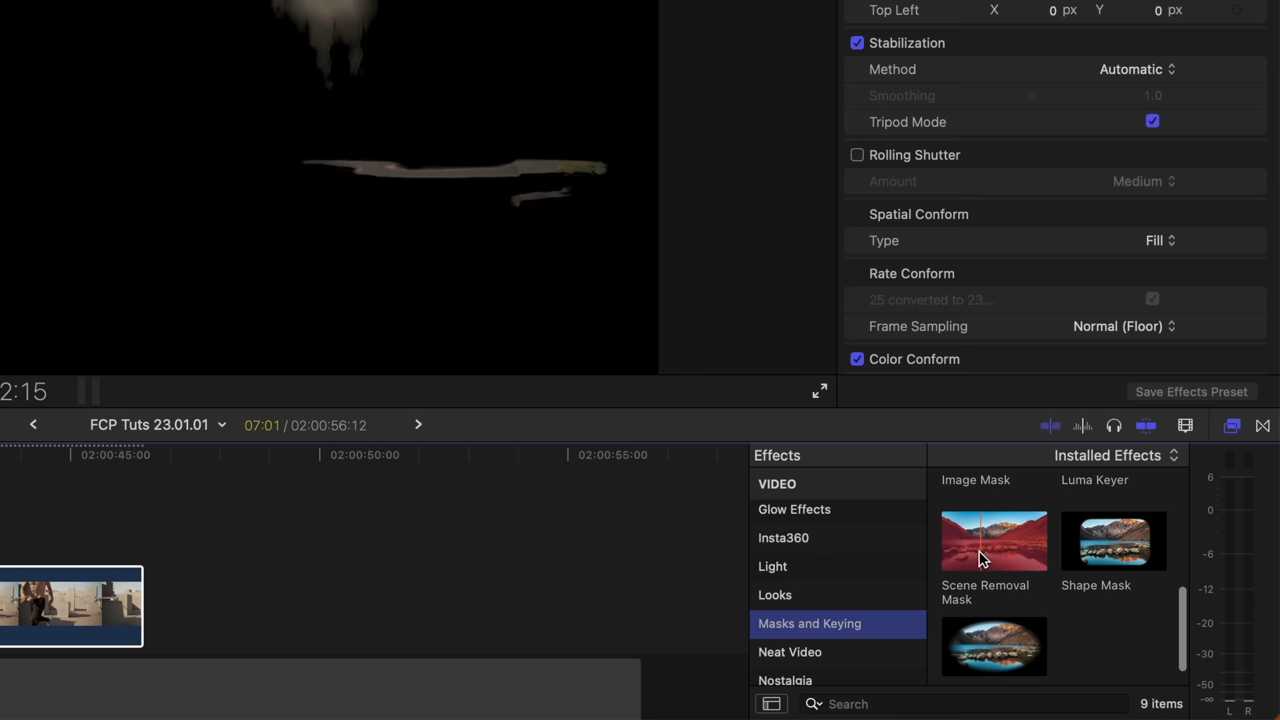 Top Left X 0 px Y 0 px
Stabilization
Method Automatic
Smoothing 1.0
Tripod Mode
Rolling Shutter
Amount Medium
Spatial Conform
Type Fill
Rate Conform
25 converted to 23...
Frame Sampling Normal (Floor)
Color Conform
2:15
Save Effects Preset
FCP Tuts 23.01.01 07:01 / 02:00:56:12
02:00:45:00 02:00:50:00 02:00:55:00
Effects Installed Effects
VIDEO
Glow Effects
Insta360
Light
Looks
Masks and Keying
Neat Video
Nostalgia
Image Mask Luma Keyer
Scene Removal
Mask
Shape Mask
Search 9 items
6
0
-6
-12
-20
-30
-50
-∞
L R